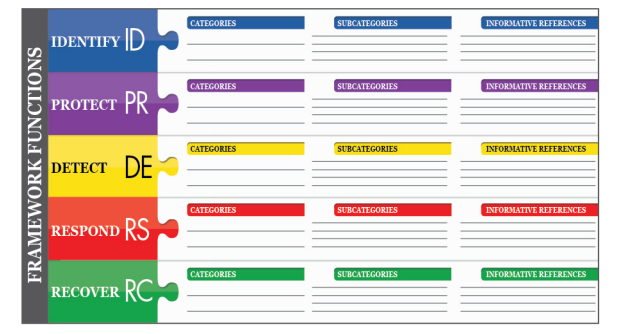 FRAMEWORK FUNCTIONS
IDENTIFY ID
CATEGORIES SUBCATEGORIES INFORMATIVE REFERENCES
PROTECT PR
CATEGORIES SUBCATEGORIES INFORMATIVE REFERENCES
DETECT DE
CATEGORIES SUBCATEGORIES INFORMATIVE REFERENCES
RESPOND RS
CATEGORIES SUBCATEGORIES INFORMATIVE REFERENCES
RECOVER RC
CATEGORIES SUBCATEGORIES INFORMATIVE REFERENCES